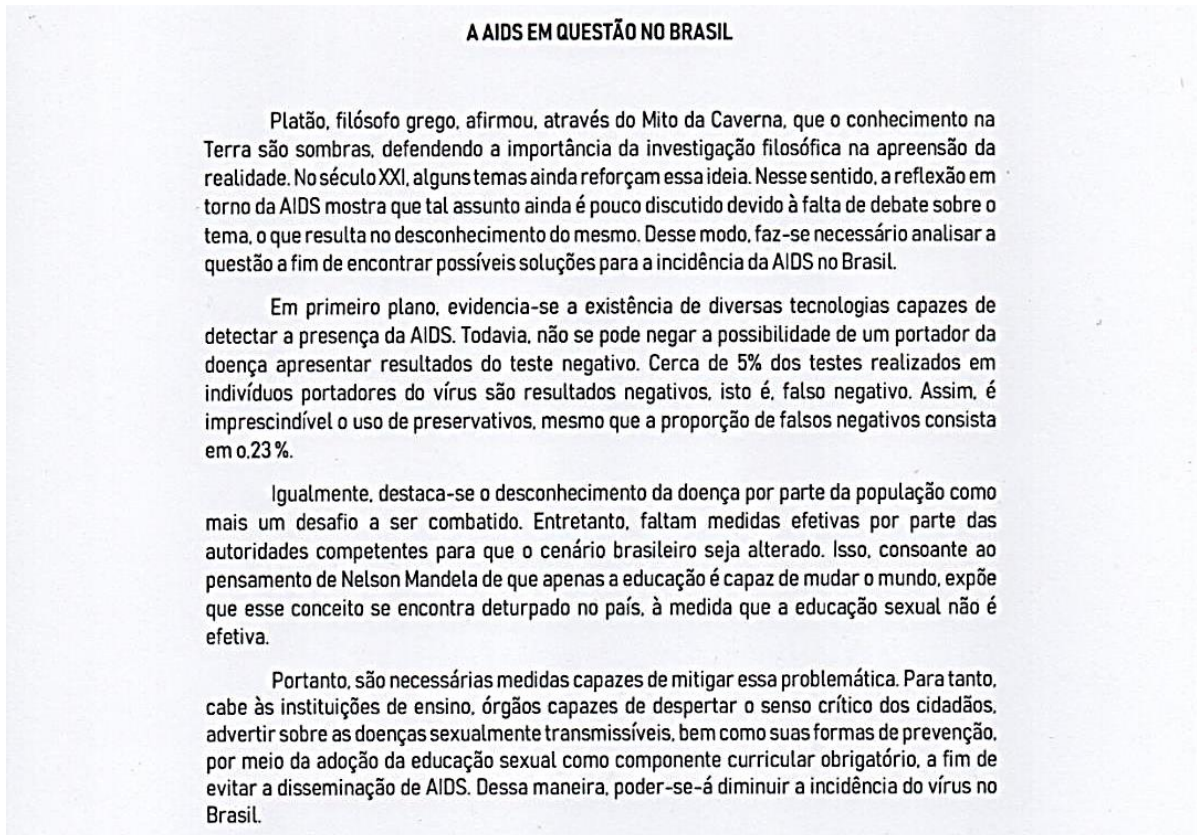 A AIDS EM QUESTÃO NO BRASIL
Platão, filósofo grego, afirmou, através do Mito da Caverna, que o conhecimento na
Terra são sombras, defendendo a importância da investigação filosófica na apreensão da
realidade. No século XXI, alguns temas ainda reforçam essa ideia. Nesse sentido, a reflexão em
torno da AIDS mostra que tal assunto ainda é pouco discutido devido à falta de debate sobre o
tema, o que resulta no desconhecimento do mesmo. Desse modo, faz-se necessário analisar a
questão a fim de encontrar possíveis soluções para a incidência da AIDS no Brasil.
Em primeiro plano, evidencia-se a existência de diversas tecnologias capazes de
detectar a presença da AIDS. Todavia, não se pode negar a possibilidade de um portador da
doença apresentar resultados do teste negativo. Cerca de 5% dos testes realizados em
indivíduos portadores do vírus são resultados negativos, isto é, falso negativo. Assim, é
imprescindível o uso de preservativos, mesmo que a proporção de falsos negativos consista
em 0,23 %.
Igualmente, destaca-se o desconhecimento da doença por parte da população como
mais um desafio a ser combatido. Entretanto, faltam medidas efetivas por parte das
autoridades competentes para que o cenário brasileiro seja alterado. Isso, consoante ao
pensamento de Nelson Mandela de que apenas a educação é capaz de mudar o mundo, expõe
que esse conceito se encontra deturpado no país, à medida que a educação sexual não é
efetiva.
Portanto, são necessárias medidas capazes de mitigar essa problemática. Para tanto,
cabe às instituições de ensino, órgãos capazes de despertar o senso crítico dos cidadãos,
advertir sobre as doenças sexualmente transmissíveis, bem como suas formas de prevenção,
por meio da adoção da educação sexual como componente curricular obrigatório, a fim de
evitar a disseminação de AIDS. Dessa maneira, poder-se-á diminuir a incidência do vírus no
Brasil.